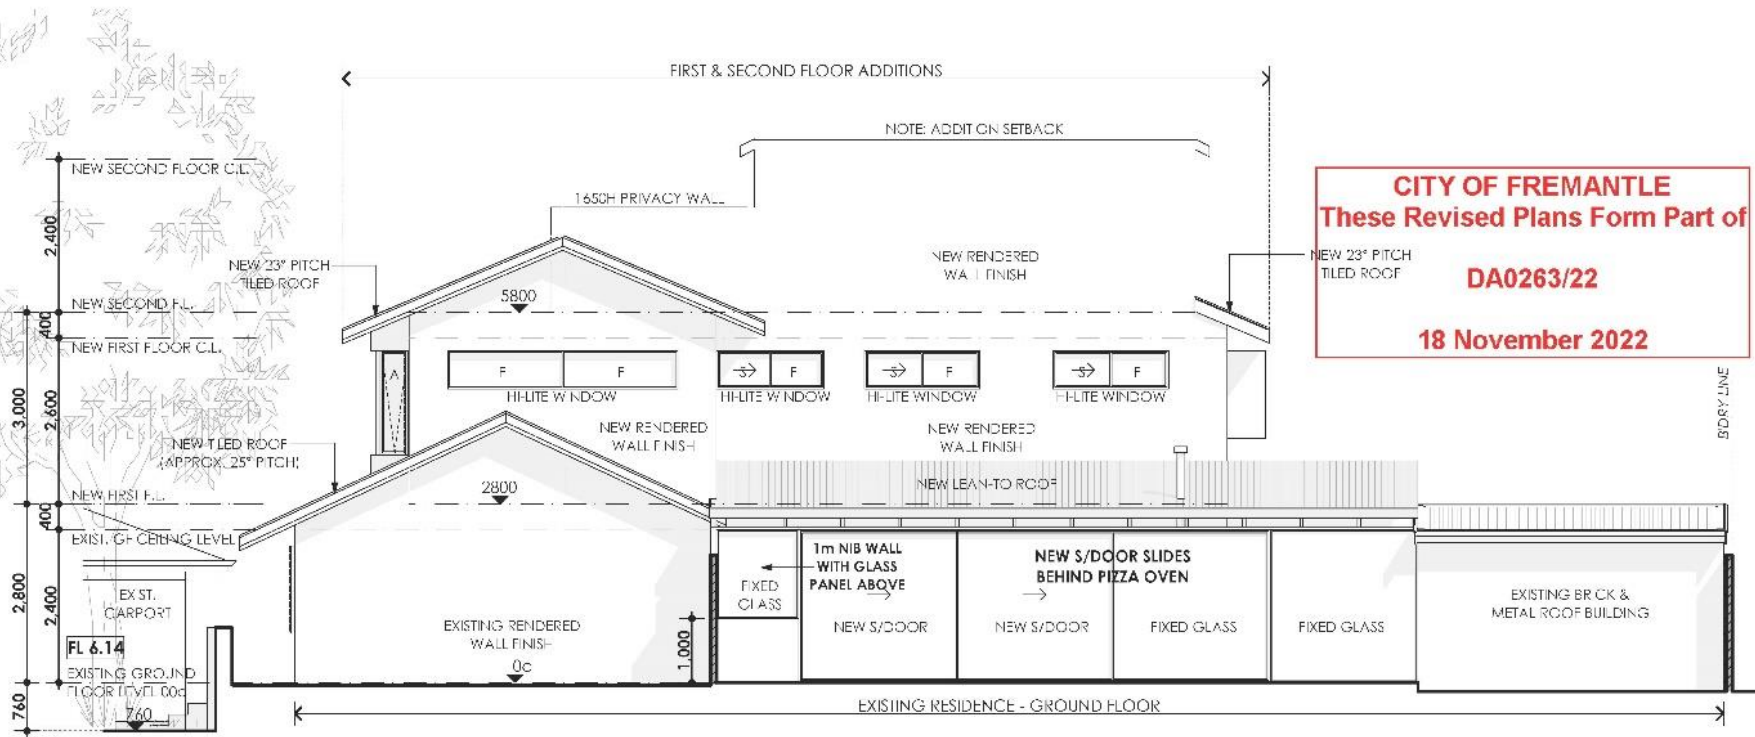 FIRST & SECOND FLOOR ADDITIONS
NOTE: ADDITION SETBACK
NEW SECOND FLOOR C.L.
1650H PRIVACY WALL
CITY OF FREMANTLE
These Revised Plans Form Part of
DA0263/22
18 November 2022
2,400
NEW 23° PITCH
TILED ROOF
NEW RENDERED
WALL FINISH
NEW 23° PITCH
TILED ROOF
5800
NEW SECOND F.L.
400
NEW FIRST FLOOR C.L.
A
F
F
S
F
S
F
S
F
HI-LITE WINDOW
HI-LITE WINDOW
HI-LITE WINDOW
HI-LITE WINDOW
3,000
2,600
B'DRY LINE
NEW RENDERED
WALL FINISH
NEW RENDERED
WALL FINISH
NEW TILED ROOF
(APPROX. 25° PITCH)
NEW FIRST F.L.
2800
NEW LEAN-TO ROOF
400
EXIST. GF CEILING LEVEL
1m NIB WALL
WITH GLASS
PANEL ABOVE
NEW S/DOOR SLIDES
BEHIND PIZZA OVEN
FIXED
GLASS
2,800
2,400
EXIST.
CARPORT
EXISTING BRICK &
METAL ROOF BUILDING
EXISTING RENDERED
WALL FINISH
0c
1,000
NEW S/DOOR
NEW S/DOOR
FIXED GLASS
FIXED GLASS
FL 6.14
EXISTING GROUND
FLOOR LEVEL 00c
760
760
EXISTING RESIDENCE - GROUND FLOOR